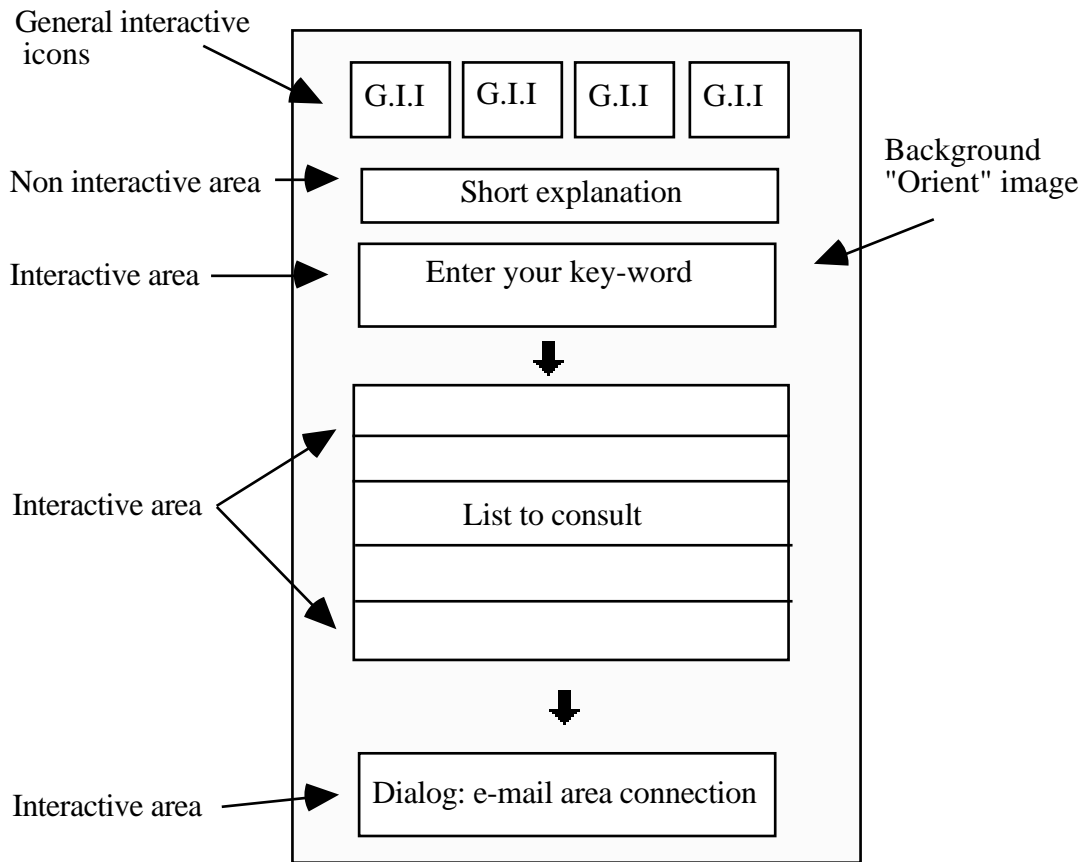 General interactive
icons
G.I.I
G.I.I
G.I.I
G.I.I
Background
"Orient" image
Non interactive area
Short explanation
Interactive area
Enter your key-word
Interactive area
List to consult
Interactive area
Dialog: e-mail area connection